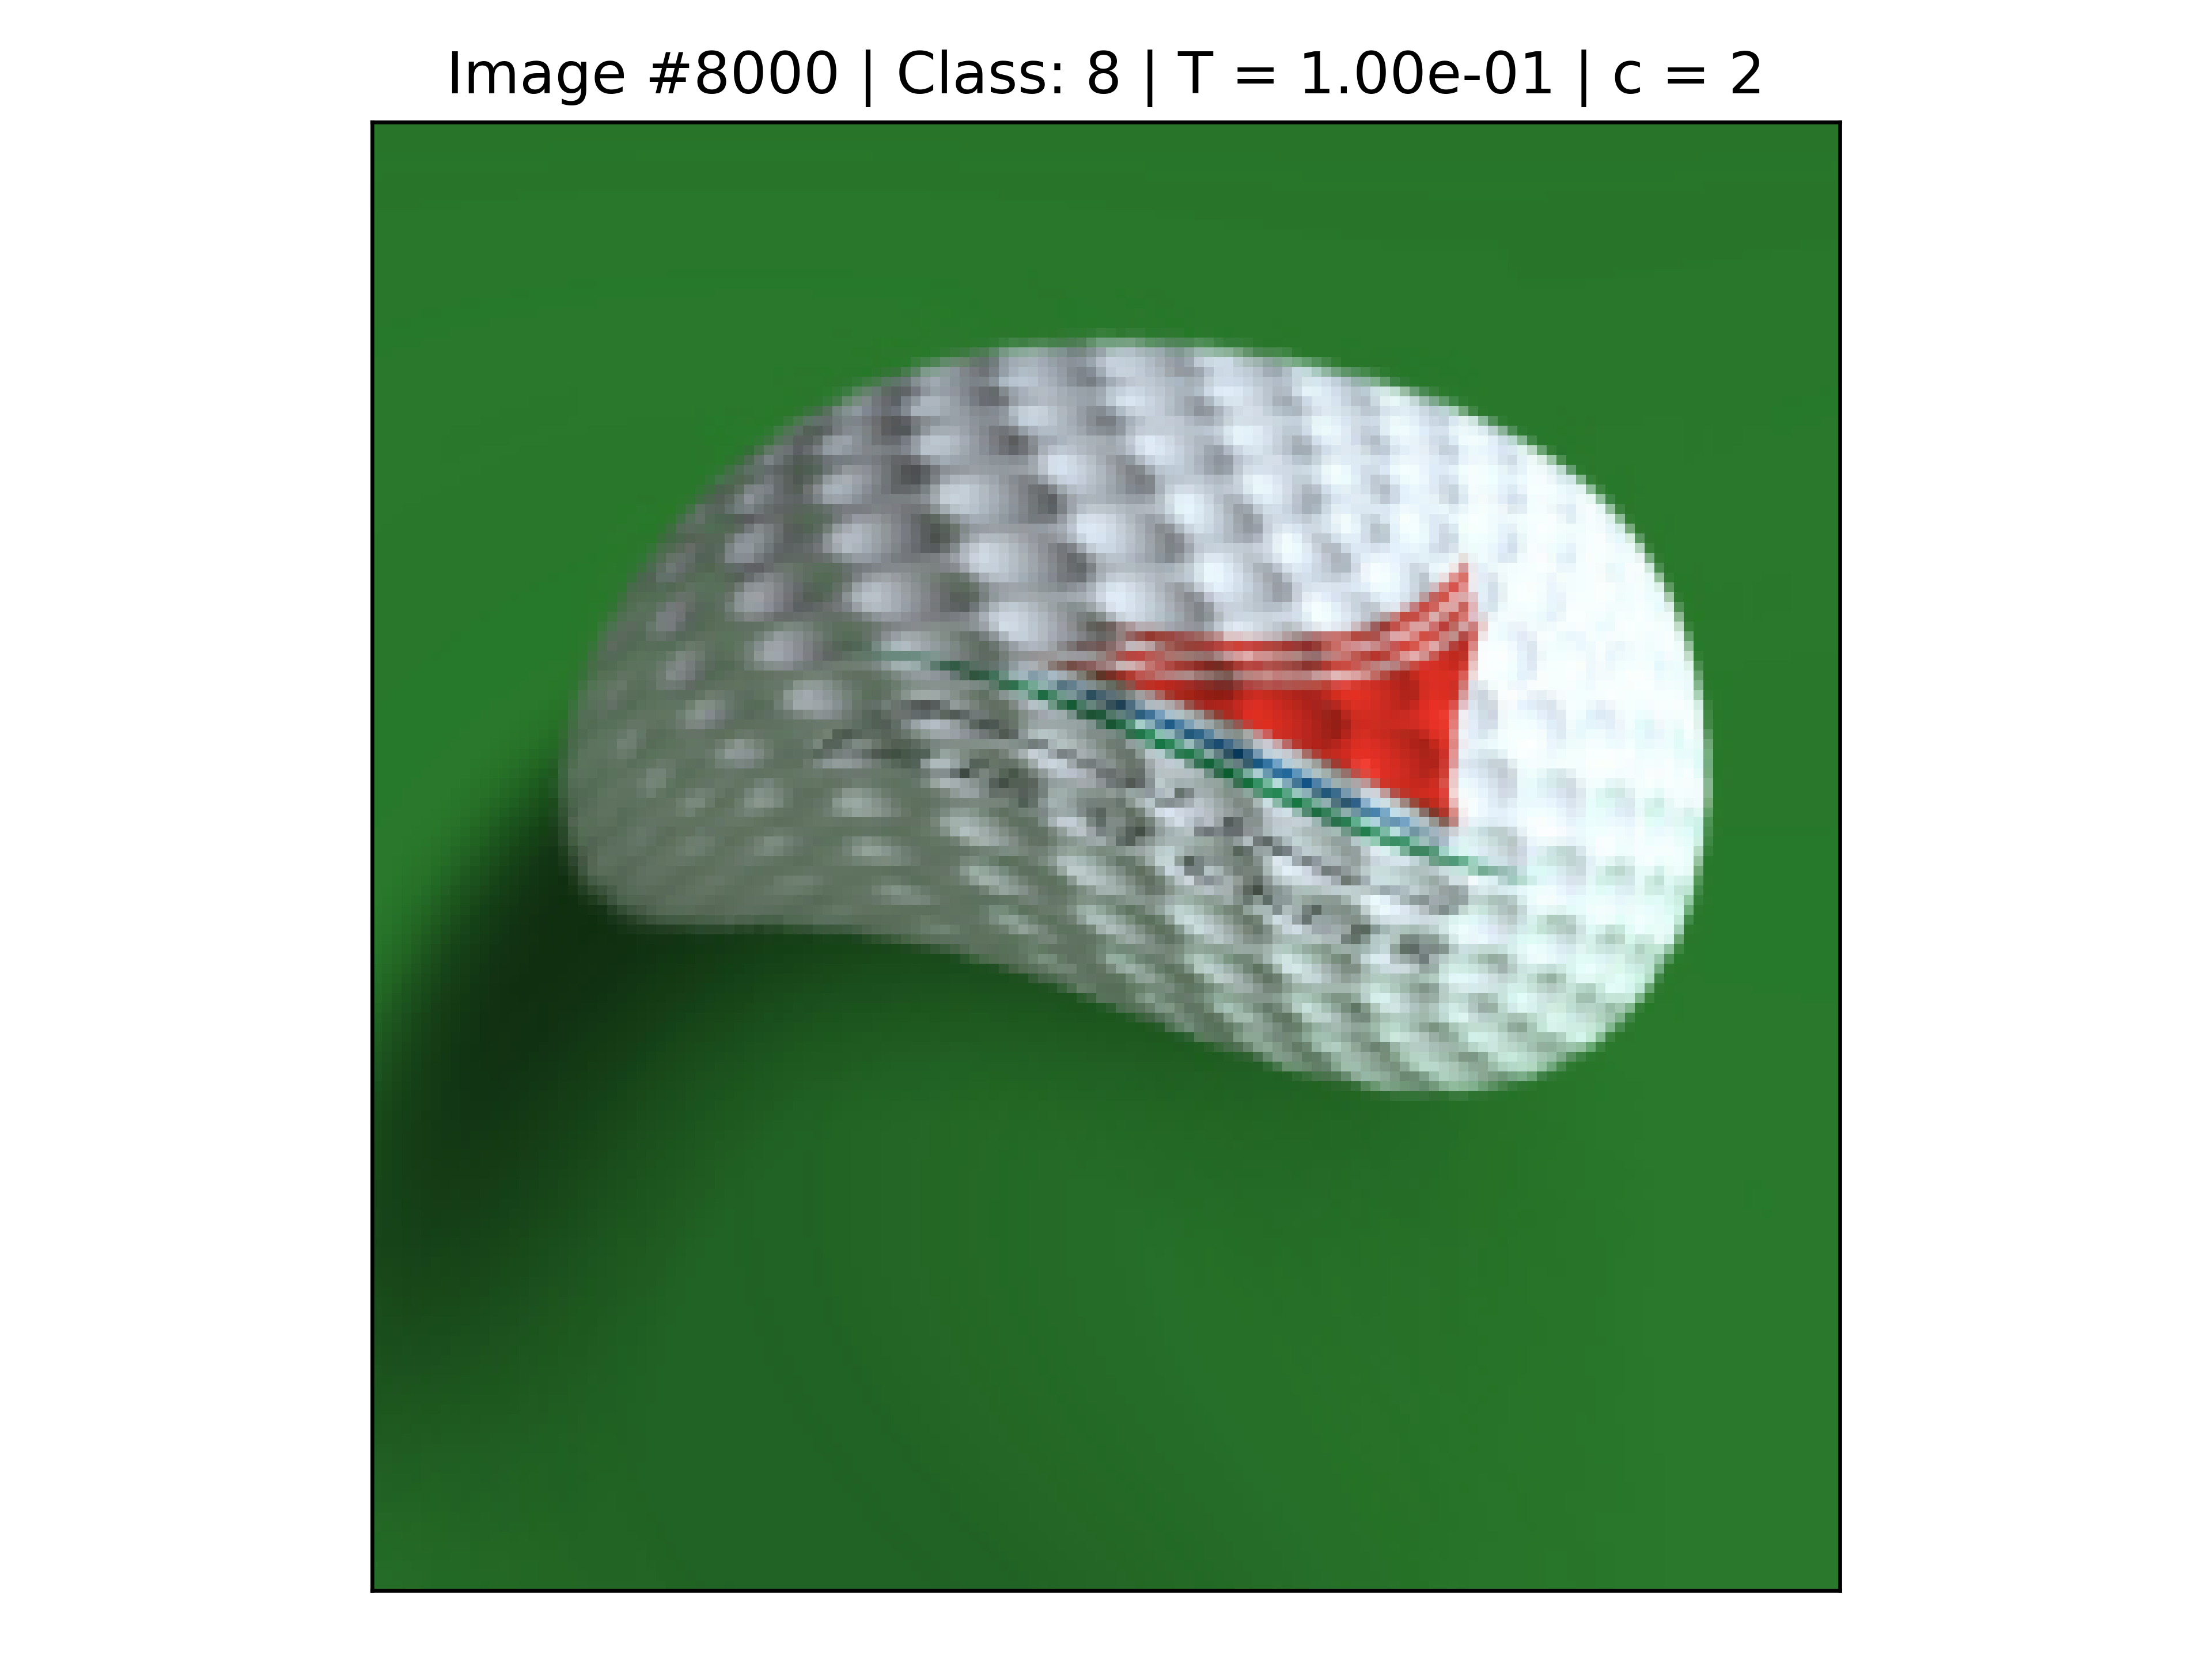 Image #8000 | Class: 8 | T = 1.00e-01 | c = 2